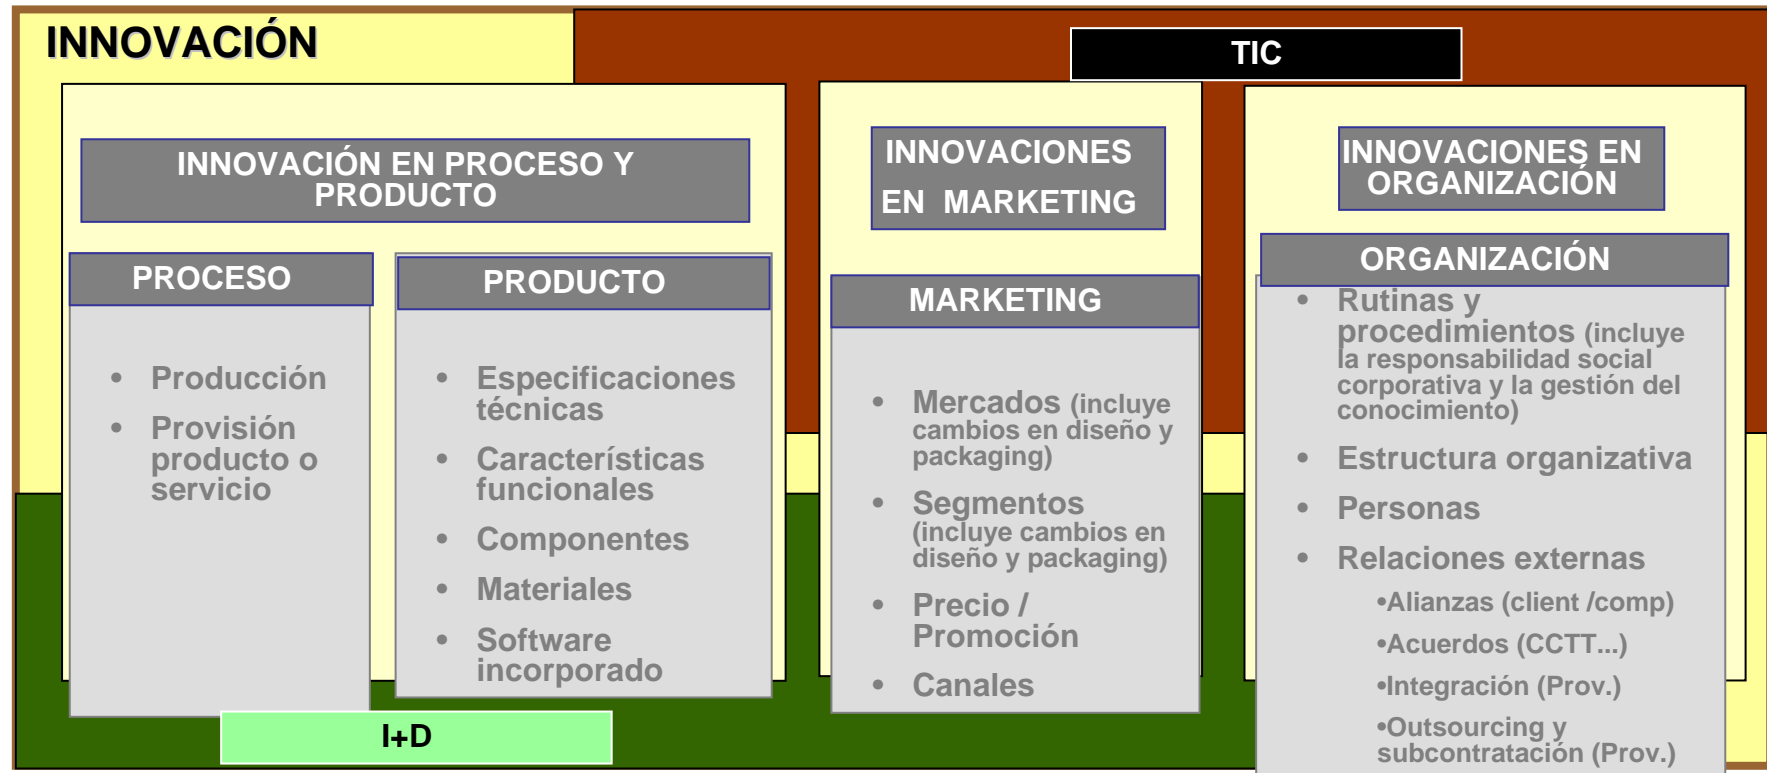 INNOVACIÓN
TIC
INNOVACIÓN EN PROCESO Y
PRODUCTO
PROCESO
• Producción
• Provisión
producto o
servicio
PRODUCTO
• Especificaciones
técnicas
• Características
funcionales
• Componentes
• Materiales
• Software
incorporado
INNOVACIONES
EN MARKETING
MARKETING
• Mercados (incluye
cambios en diseño y
packaging)
• Segmentos
(incluye cambios en
diseño y packaging)
• Precio /
Promoción
• Canales
INNOVACIONES EN
ORGANIZACIÓN
ORGANIZACIÓN
• Rutinas y
procedimientos (incluye
la responsabilidad social
corporativa y la gestión del
conocimiento)
• Estructura organizativa
• Personas
• Relaciones externas
•Alianzas (client /comp)
•Acuerdos (CCTT...)
•Integración (Prov.)
•Outsourcing y
subcontratación (Prov.)
I+D